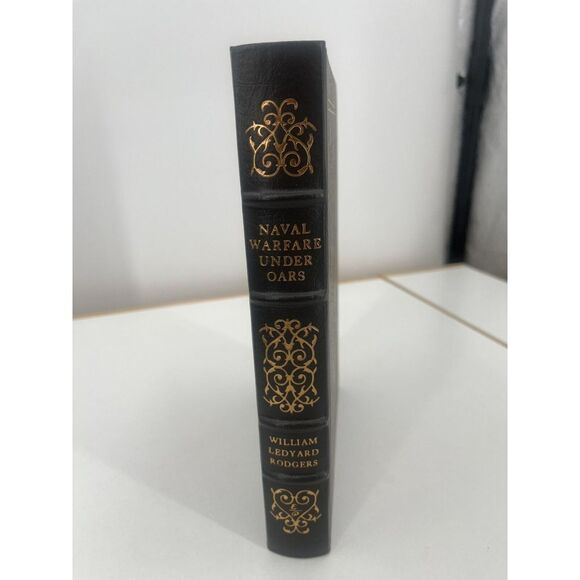 NAVAL
WARFARE
UNDER
OARS
WILLIAM
LEDYARD
RODGERS